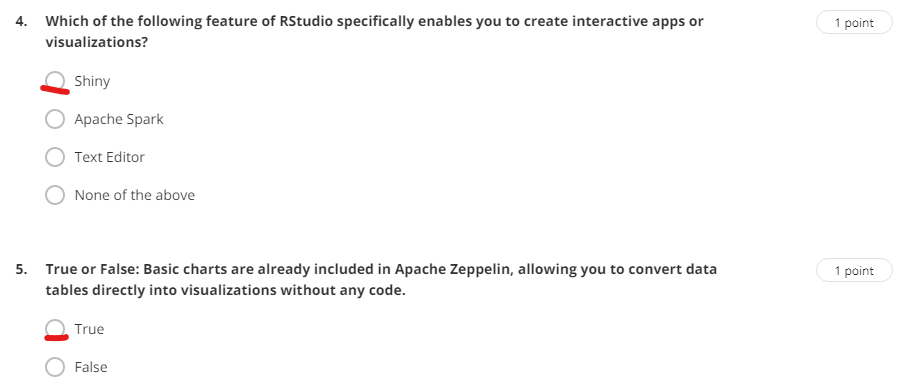 4. Which of the following feature of RStudio specifically enables you to create interactive apps or 1 point
visualizations?
Shiny
Apache Spark
Text Editor
None of the above
5. True or False: Basic charts are already included in Apache Zeppelin, allowing you to convert data 1 point
tables directly into visualizations without any code.
True
False